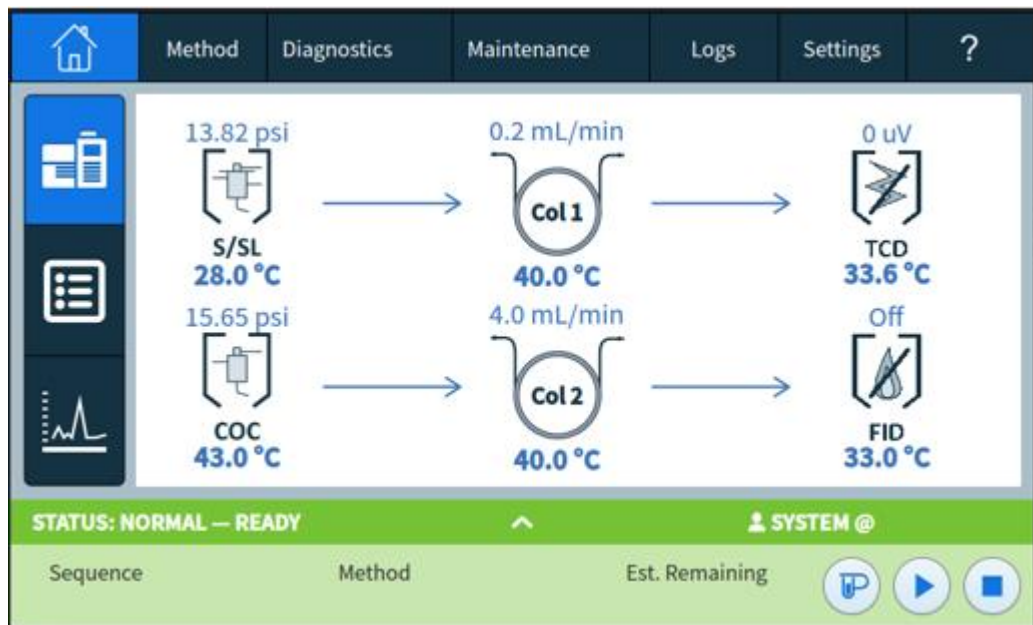 Method Diagnostics Maintenance Logs Settings ?
13.82 psi 0.2 mL/min 0 uV
Col 1
S/SL TCD
28.0 °C 40.0 °C 33.6 °C
15.65 psi 4.0 mL/min Off
Col 2
COC FID
43.0 °C 40.0 °C 33.0 °C
STATUS: NORMAL — READY SYSTEM @
Sequence Method Est. Remaining